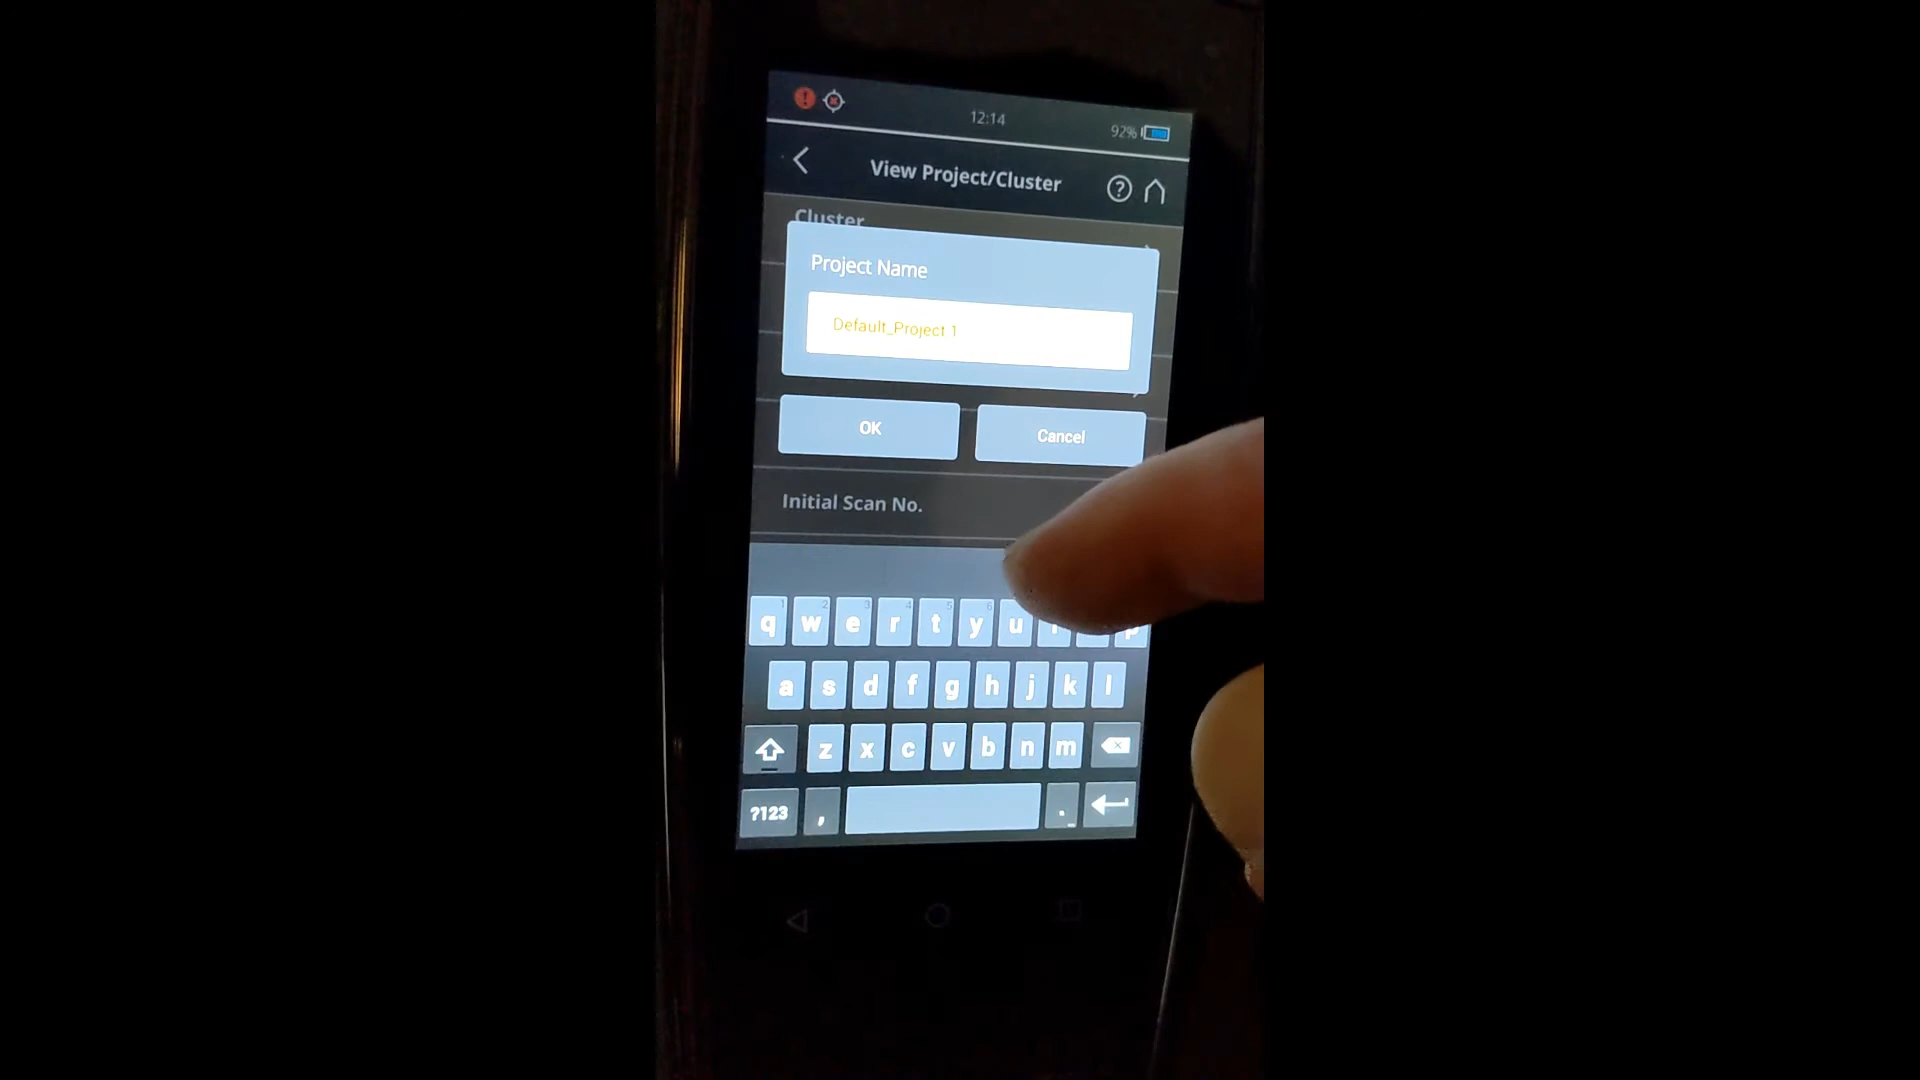 12:14
92%
View Project/Cluster
?
Cluster
Project Name
Default_Project 1
OK
Cancel
Initial Scan No.
q w e r t y u
a s d f g h j k l
z x c v b n m
?123 , .